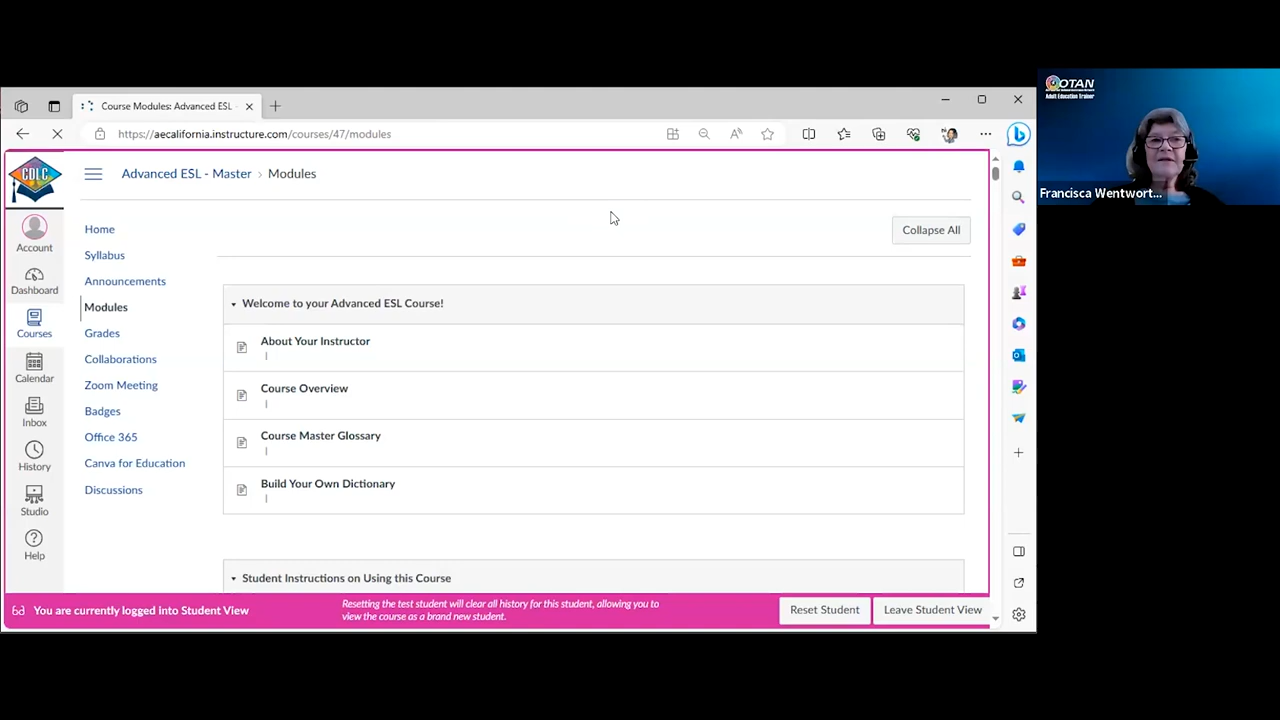 Course Modules: Advanced ESL
https://aecalifornia.instructure.com/courses/47/modules
OTAN
Adult Education Trainer
Francisca Wentwort...
CDLC
Account
Dashboard
Courses
Calendar
Inbox
History
Studio
Help
Advanced ESL - Master › Modules
Home
Syllabus
Announcements
Modules
Grades
Collaborations
Zoom Meeting
Badges
Office 365
Canva for Education
Discussions
Collapse All
Welcome to your Advanced ESL Course!
About Your Instructor
Course Overview
Course Master Glossary
Build Your Own Dictionary
Student Instructions on Using this Course
You are currently logged into Student View
Resetting the test student will clear all history for this student, allowing you to
view the course as a brand new student.
Reset Student
Leave Student View